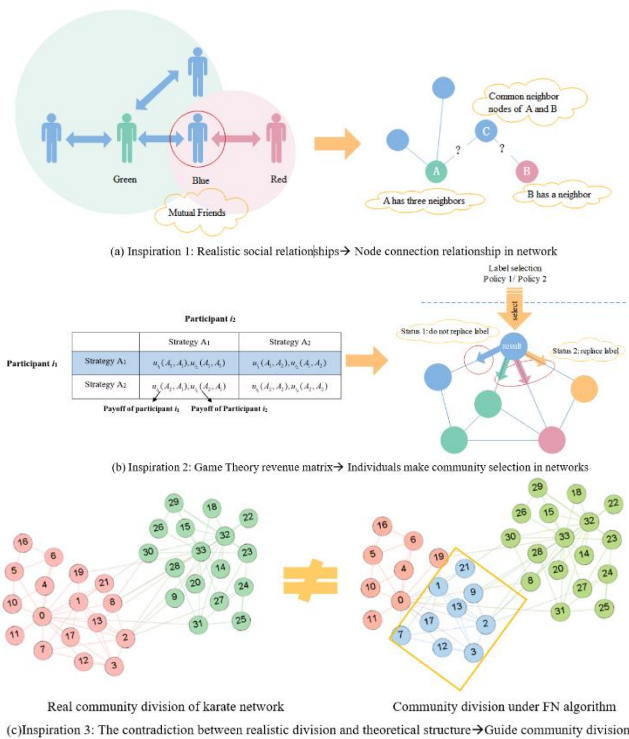 Common neighbor
nodes of A and B
C
?
?
A
B
Green
Blue
Red
Mutual Friends
A has three neighbors
B has a neighbor
(a) Inspiration 1: Realistic social relationships→ Node connection relationship in network
Label selection
Policy 1/ Policy 2
select
Participant i₂
Strategy A₁ Strategy A₂
Participant i₁
Strategy A₁
Strategy A₂
Payoff of participant i₁ Payoff of Participant i₂
Status 1: do not replace label
result
Status 2: replace label
(b) Inspiration 2: Game Theory revenue matrix→ Individuals make community selection in networks
29 18 22
26 15 32
16 6 30 33 23
5 4 19 21 28 14
10 0 1 8 20 24
9 27
11 17 13 2 31 25
7 12 3
29 18 22
26 15 32
16 6 30 33 23
5 4 19 21 28 14
10 0 1 9 8 20 24
13 27
11 7 17 2 31 25
12 3
Real community division of karate network
Community division under FN algorithm
(c)Inspiration 3: The contradiction between realistic division and theoretical structure→Guide community division